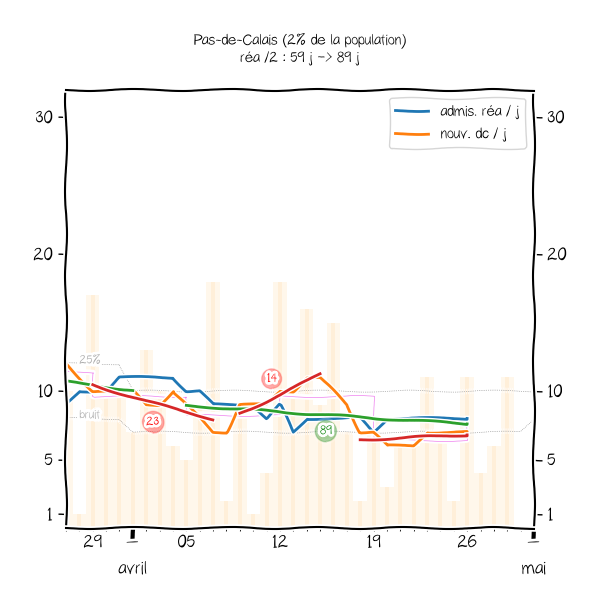 Pas-de-Calais (2% de la population)
réa /2 : 59 j -> 89 j
admis. réa / j
nouv. dc / j
30
30
20
20
25%
14
10
10
bruit
23
89
5
5
1
1
29
05
12
19
26
avril
mai